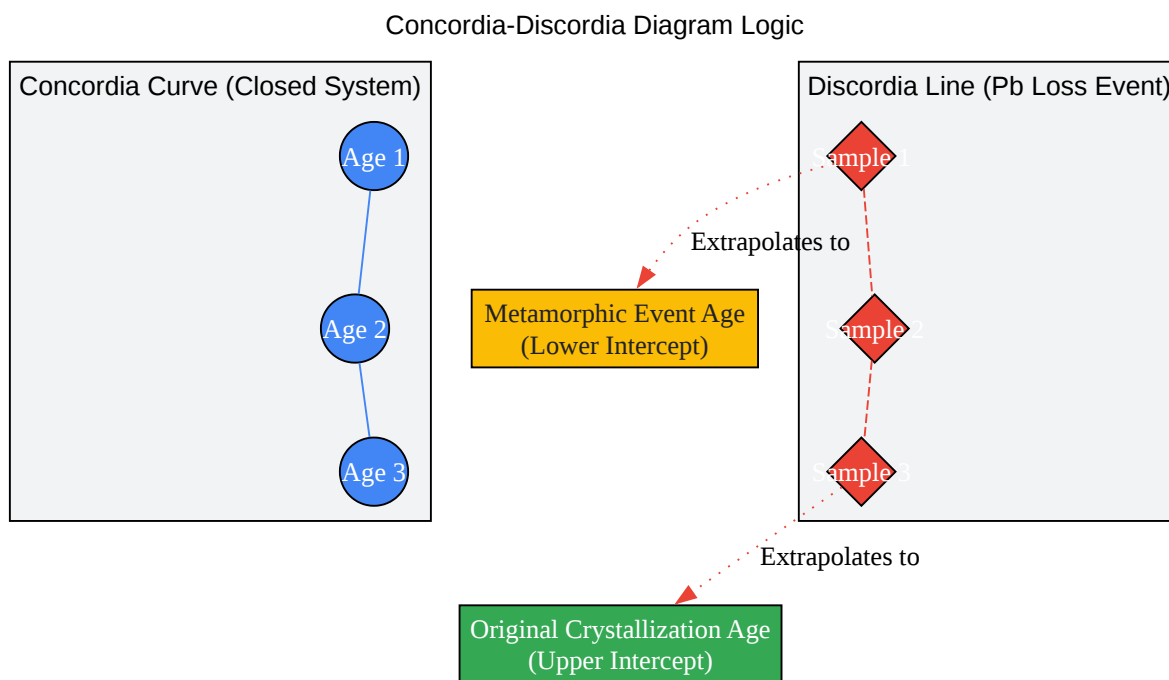 Concordia-Discordia Diagram Logic
Concordia Curve (Closed System)
Age 1
Age 2
Age 3
Discordia Line (Pb Loss Event)
Sample 1
Sample 2
Sample 3
Extrapolates to
Metamorphic Event Age
(Lower Intercept)
Extrapolates to
Original Crystallization Age
(Upper Intercept)